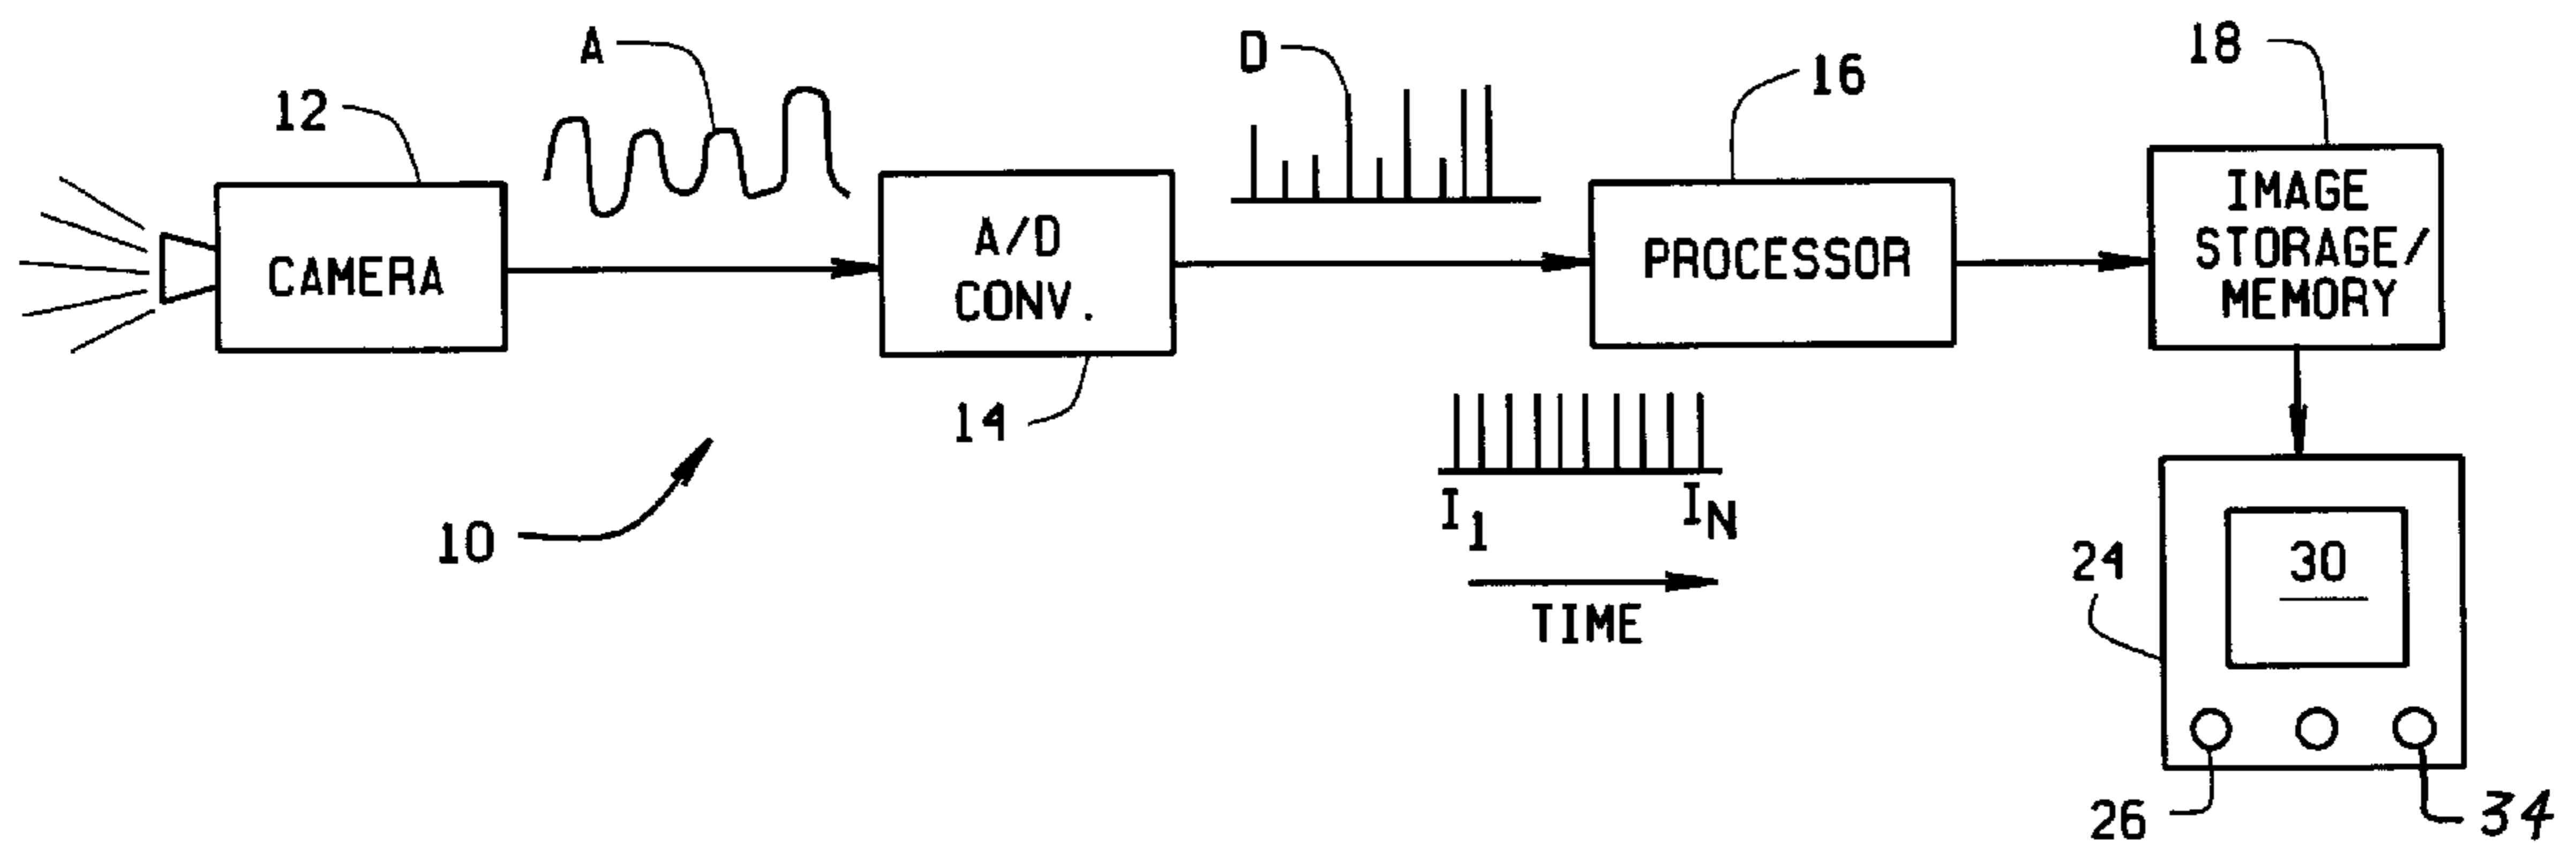 12
A
D
16
18
CAMERA
A/D
CONV.
PROCESSOR
IMAGE
STORAGE/
MEMORY
14
10
I1
IN
TIME
24
30
26
34